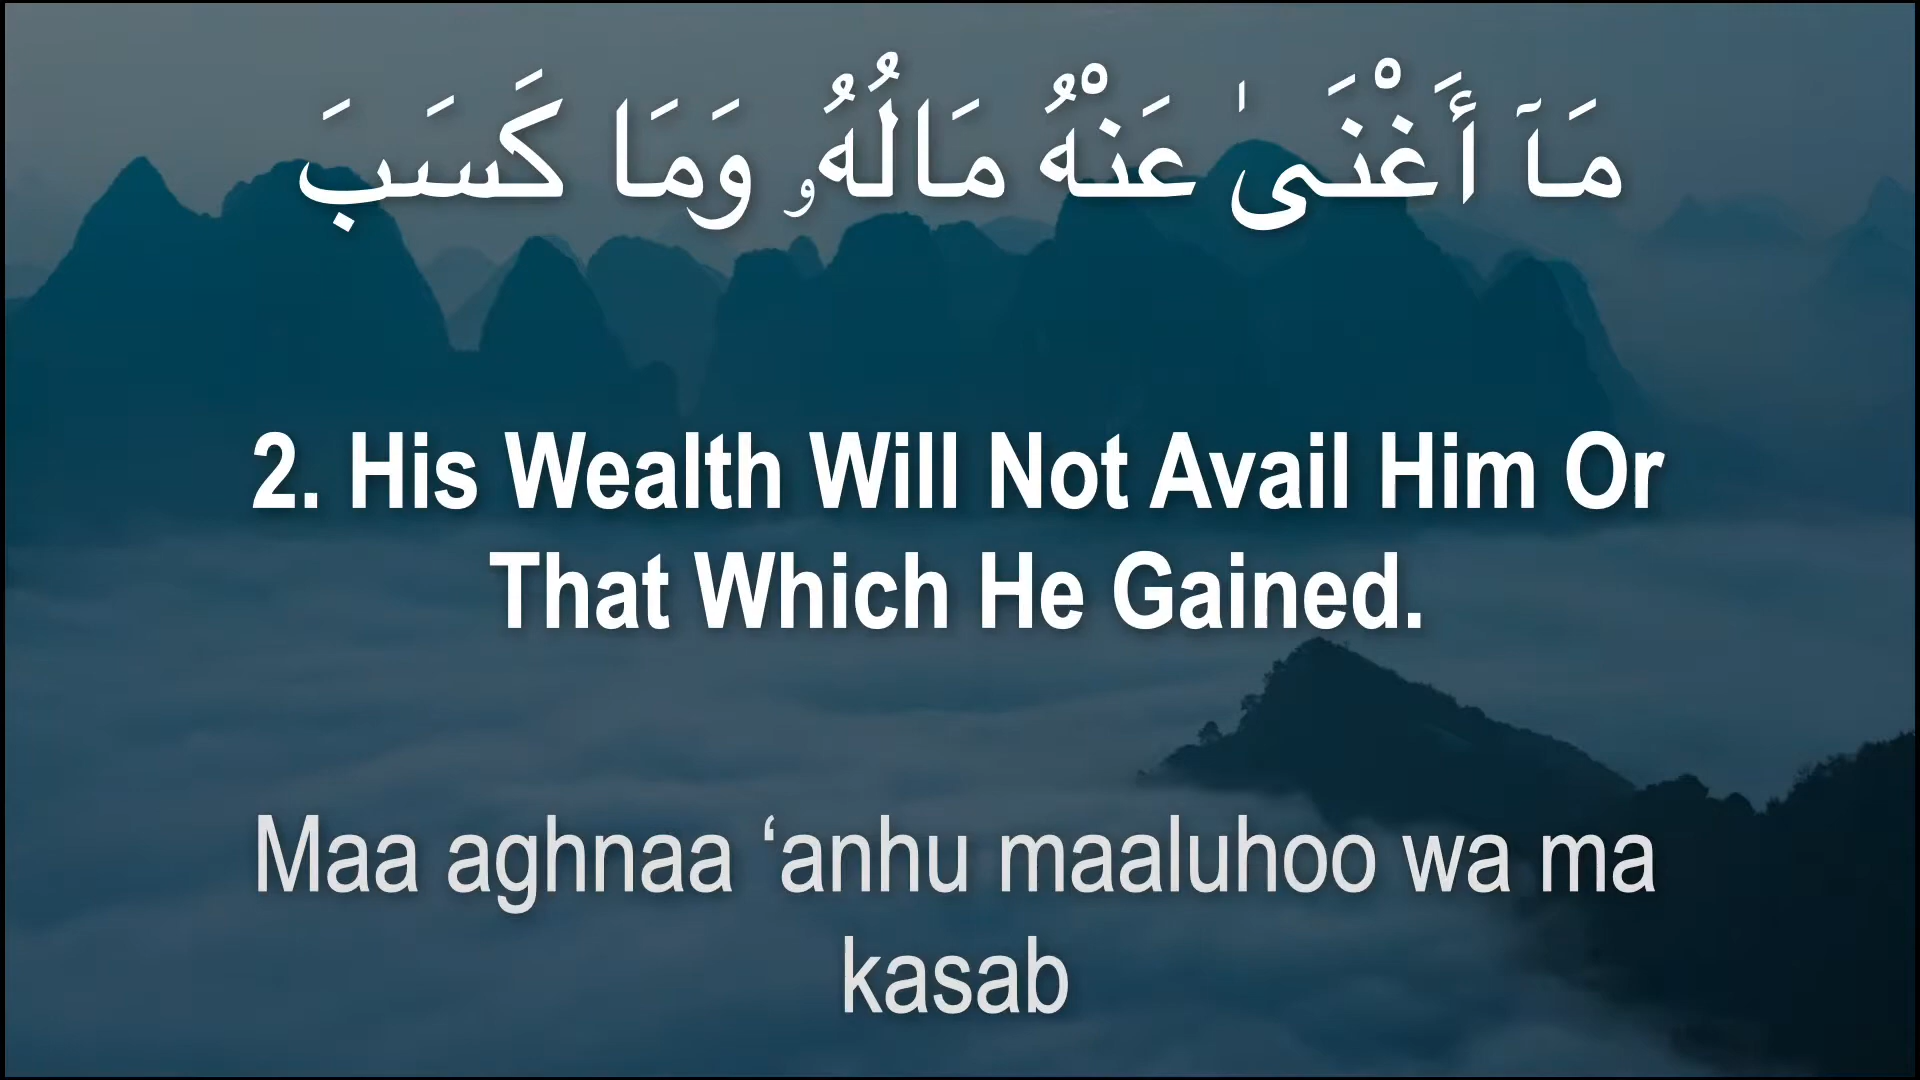 مَآ أَغْنَىٰ عَنْهُ مَالُهُۥ وَمَا كَسَبَ
2. His Wealth Will Not Avail Him Or
That Which He Gained.
Maa aghnaa ‘anhu maaluhoo wa ma
kasab